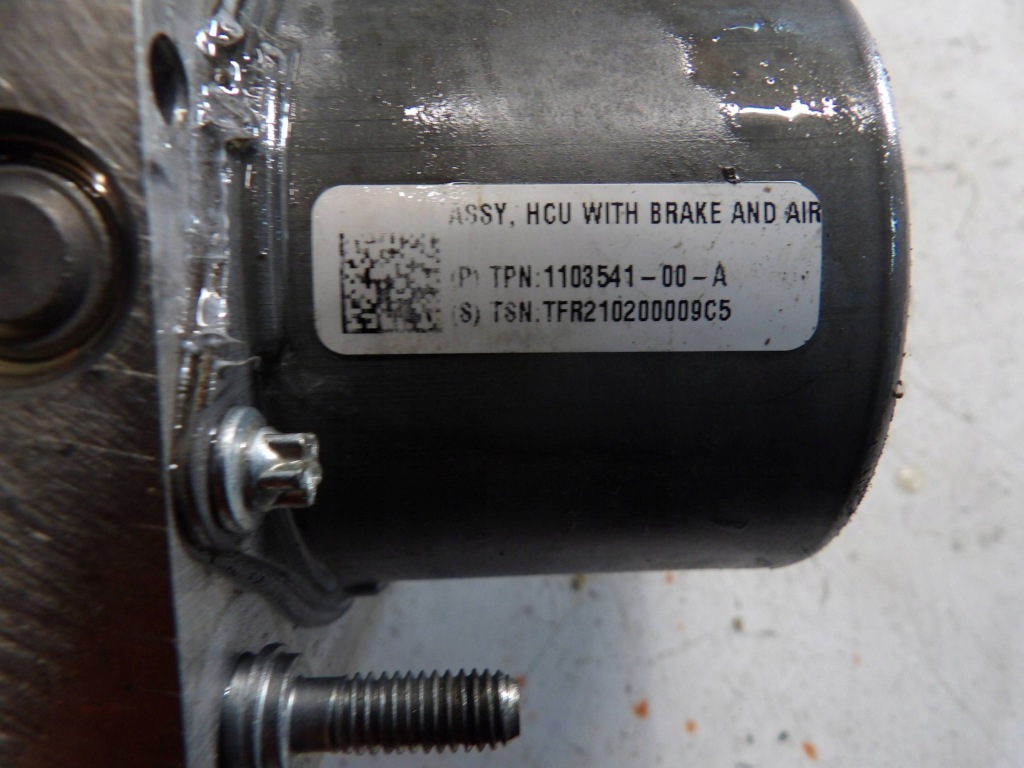 ASSY, HCU WITH BRAKE AND AIR
(P) TPN:1103541-00-A
(S) TSN:TFR210200009C5